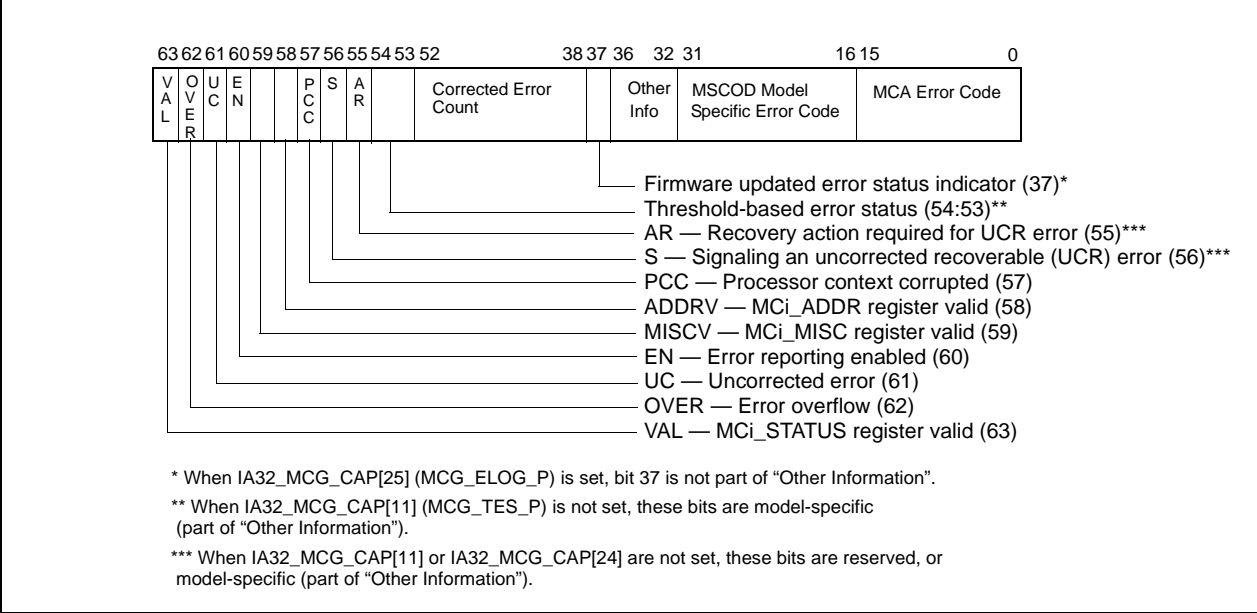 63 62 61 60 59 58 57 56 55 54 53 52 38 37 36 32 31 16 15 0
VAL
OVER
UC
EN
PCC
S
AR
Corrected Error
Count
Other
Info
MSCOD Model
Specific Error Code
MCA Error Code
Firmware updated error status indicator (37)*
Threshold-based error status (54:53)**
AR — Recovery action required for UCR error (55)***
S — Signaling an uncorrected recoverable (UCR) error (56)***
PCC — Processor context corrupted (57)
ADDRV — MCi_ADDR register valid (58)
MISCV — MCi_MISC register valid (59)
EN — Error reporting enabled (60)
UC — Uncorrected error (61)
OVER — Error overflow (62)
VAL — MCi_STATUS register valid (63)
* When IA32_MCG_CAP[25] (MCG_ELOG_P) is set, bit 37 is not part of “Other Information”.
** When IA32_MCG_CAP[11] (MCG_TES_P) is not set, these bits are model-specific
(part of “Other Information”).
*** When IA32_MCG_CAP[11] or IA32_MCG_CAP[24] are not set, these bits are reserved, or
model-specific (part of “Other Information”).